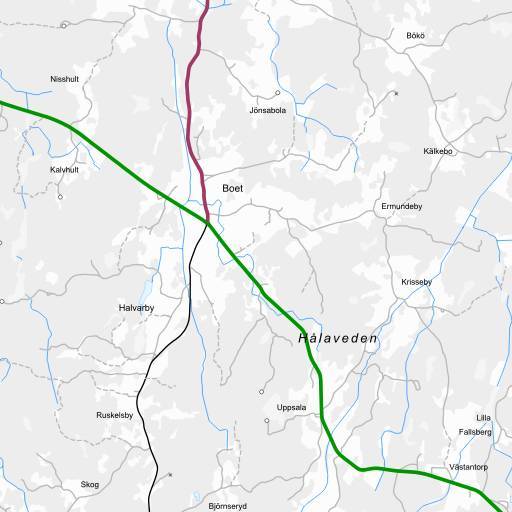 Bökö
Nisshult
Jönsabola
Kälkebo
Kalvhult
Boet
Ermundeby
Krisseby
Halvarby
Hålaveden
Uppsala
Ruskelsby
Lilla
Fallsberg
Västantorp
Skog
Björnseryd